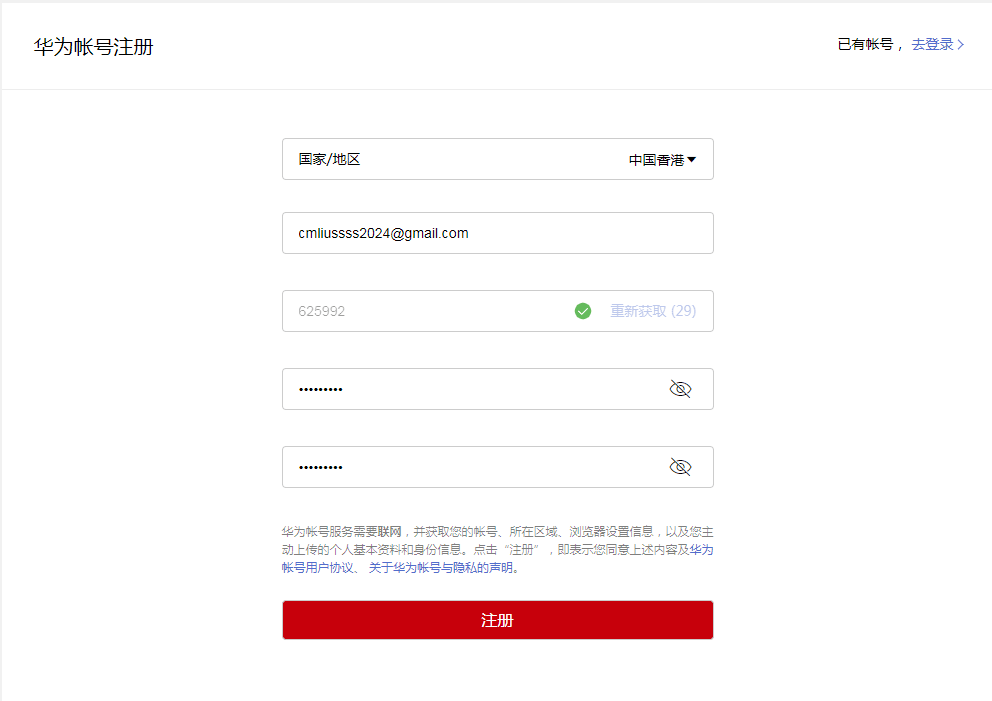 华为帐号注册
已有帐号， 去登录
国家/地区 中国香港
cmliussss2024@gmail.com
625992 重新获取 (29)
•••••••••
•••••••••
华为帐号服务需要联网，并获取您的帐号、所在区域、浏览器设置信息，以及您主
动上传的个人基本资料和身份信息。点击“注册”，即表示您同意上述内容及华为
帐号用户协议、 关于华为帐号与隐私的声明。
注册